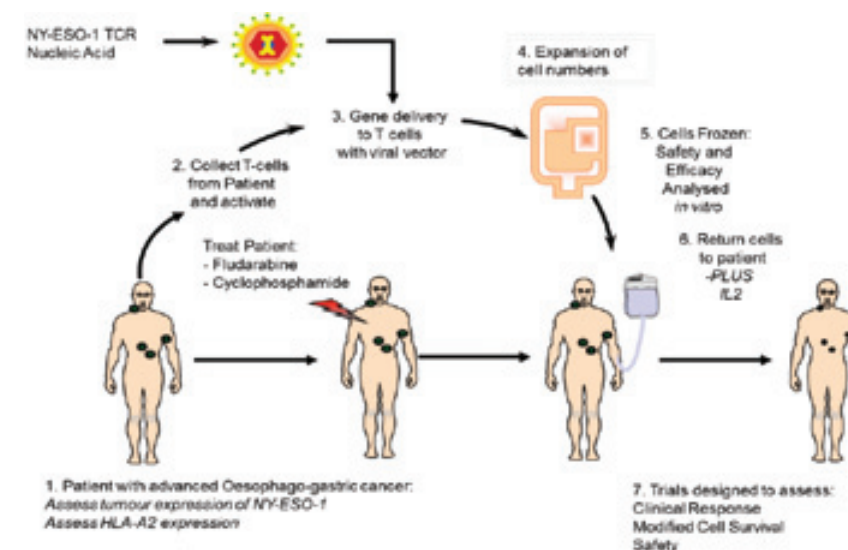 NY-ESO-1 TCR
Nucleic Acid
4. Expansion of
cell numbers
3. Gene delivery
to T cells
with viral vector
2. Collect T-cells
from Patient
and activate
5. Cells Frozen:
Safety and
Efficacy
Analysed
in vitro
Treat Patient:
- Fludarabine
- Cyclophosphamide
6. Return cells
to patient
-PLUS
IL2
1. Patient with advanced Oesophago-gastric cancer:
Assess tumour expression of NY-ESO-1
Assess HLA-A2 expression
7. Trials designed to assess:
Clinical Response
Modified Cell Survival
Safety